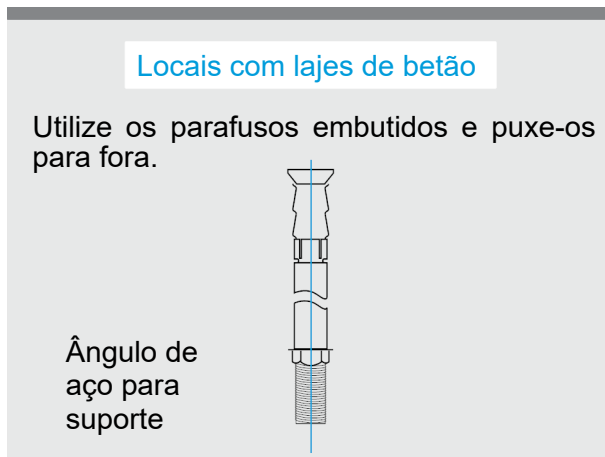 Locais com lajes de betão
Utilize os parafusos embutidos e puxe-os
para fora.
Ângulo de
aço para
suporte